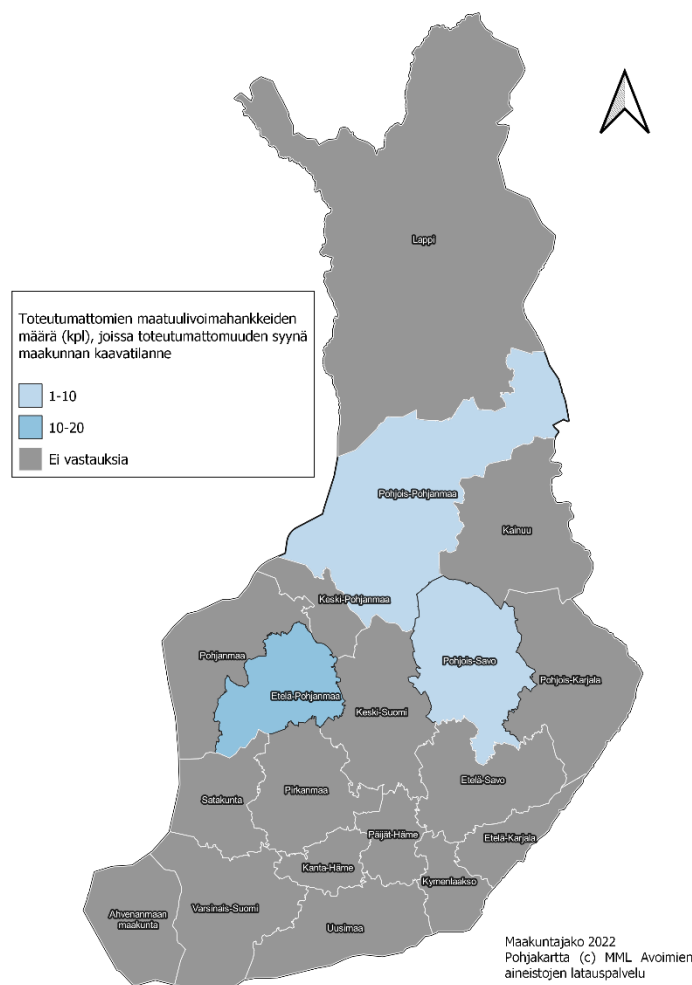 Lappi
Toteutumattomien maatuulivoimahankkeiden
määrä (kpl), joissa toteutumattomuuden syynä
maakunnan kaavatilanne
1-10
10-20
Ei vastauksia
Pohjois-Pohjanmaa
Kainuu
Keski-Pohjanmaa
Pohjanmaa
Pohjois-Savo
Pohjois-Karjala
Etelä-Pohjanmaa
Keski-Suomi
Etelä-Savo
Pirkanmaa
Satakunta
Päijät-Häme
Etelä-Karjala
Kanta-Häme
Kymenlaakso
Varsinais-Suomi
Ahvenanmaan
maakunta
Uusimaa
Maakuntajako 2022
Pohjakartta (c) MML Avoimien
aineistojen latauspalvelu